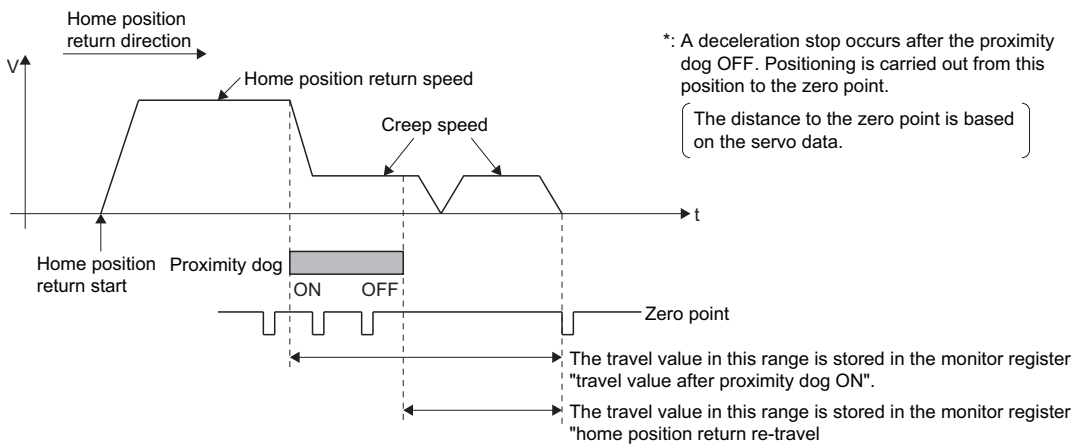 Home position
return direction
V
Home position return speed
Creep speed
*: A deceleration stop occurs after the proximity
dog OFF. Positioning is carried out from this
position to the zero point.
The distance to the zero point is based
on the servo data.
t
Home position
return start
Proximity dog
ON OFF
Zero point
The travel value in this range is stored in the monitor register
"travel value after proximity dog ON".
The travel value in this range is stored in the monitor register
"home position return re-travel